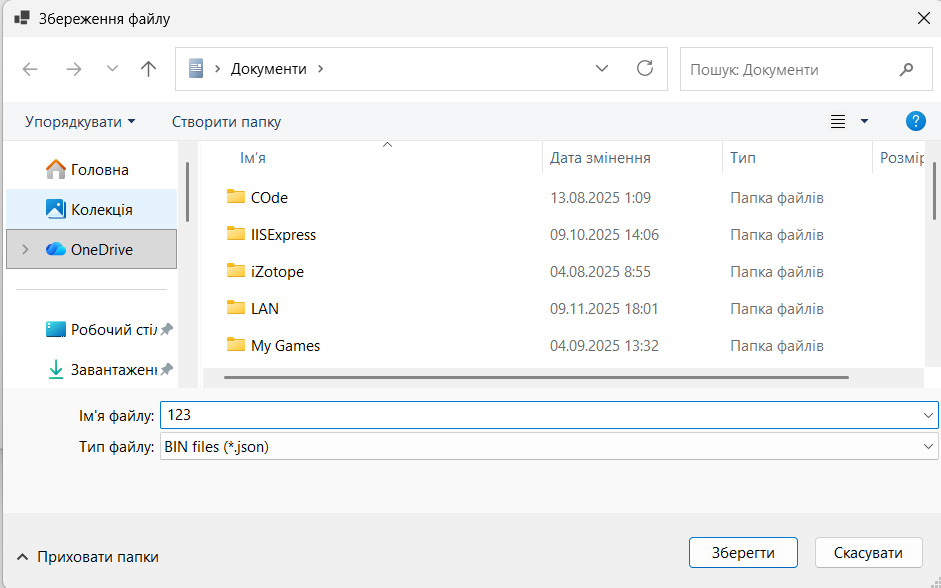 Збереження файлу
Документи
Пошук: Документи
Упорядкувати
Створити папку
?
Головна
Колекція
OneDrive
Робочий стіл
Завантажень
Ім’я Дата змінення Тип Розмір
COde 13.08.2025 1:09 Папка файлів
IISExpress 09.10.2025 14:06 Папка файлів
iZotope 04.08.2025 8:55 Папка файлів
LAN 09.11.2025 18:01 Папка файлів
My Games 04.09.2025 13:32 Папка файлів
Ім'я файлу: 123
Тип файлу: BIN files (*.json)
Приховати папки
Зберегти
Скасувати